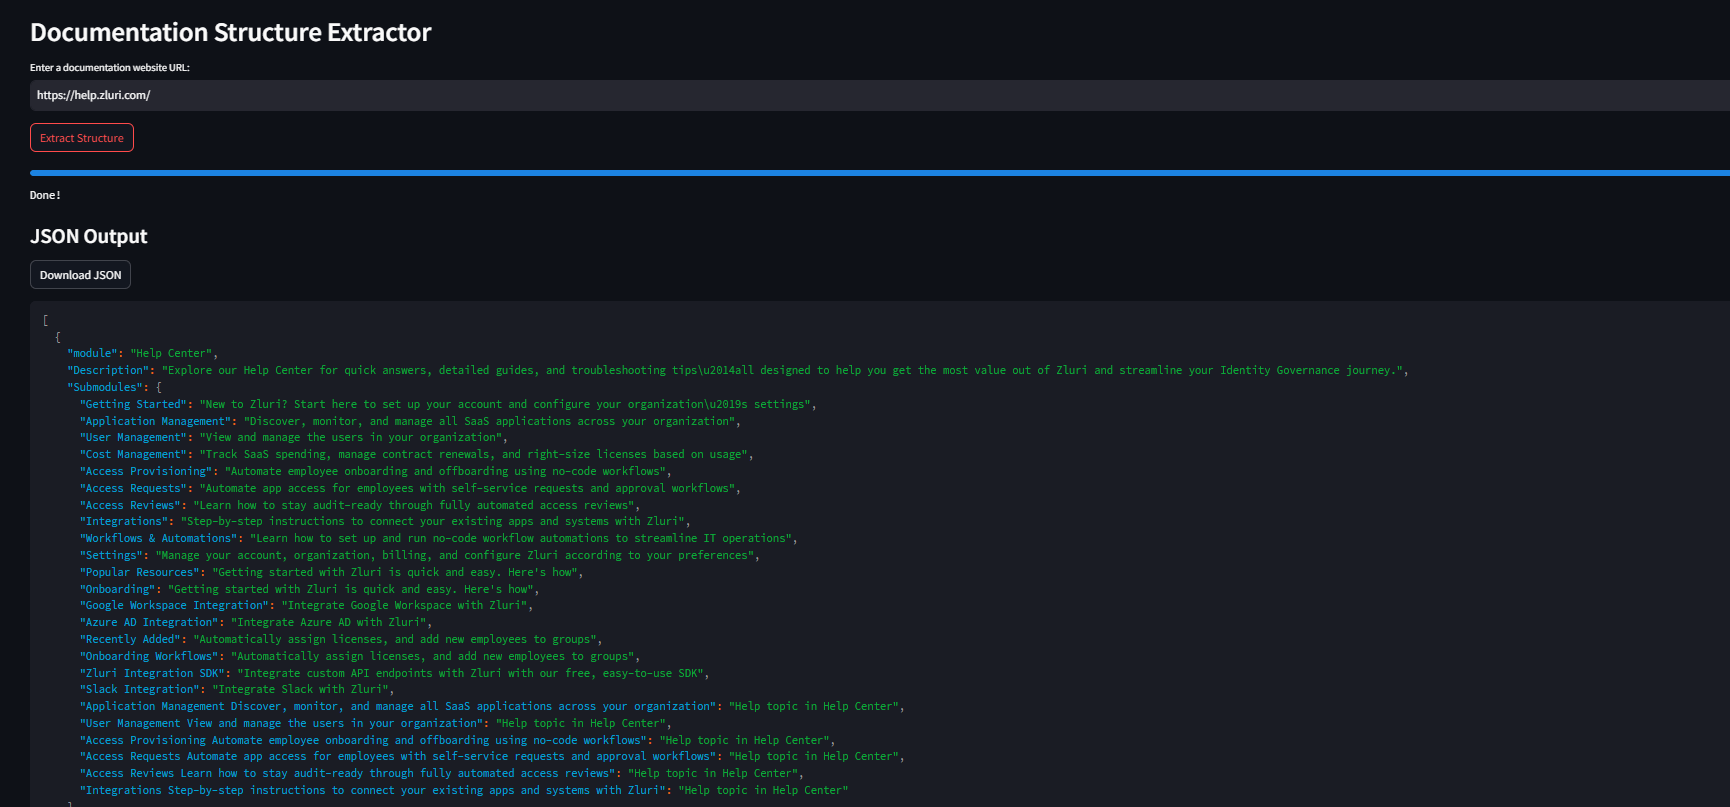 Documentation Structure Extractor
Enter a documentation website URL:
https://help.zluri.com/
Extract Structure
Done!
JSON Output
Download JSON
[
{
"module": "Help Center",
"Description": "Explore our Help Center for quick answers, detailed guides, and troubleshooting tips\u2014all designed to help you get the most value out of Zluri and streamline your Identity Governance journey.",
"Submodules": {
"Getting Started": "New to Zluri? Start here to set up your account and configure your organization\u2019s settings",
"Application Management": "Discover, monitor, and manage all SaaS applications across your organization",
"User Management": "View and manage the users in your organization",
"Cost Management": "Track SaaS spending, manage contract renewals, and right-size licenses based on usage",
"Access Provisioning": "Automate employee onboarding and offboarding using no-code workflows",
"Access Requests": "Automate app access for employees with self-service requests and approval workflows",
"Access Reviews": "Learn how to stay audit-ready through fully automated access reviews",
"Integrations": "Step-by-step instructions to connect your existing apps and systems with Zluri",
"Workflows & Automations": "Learn how to set up and run no-code workflow automations to streamline IT operations",
"Settings": "Manage your account, organization, billing, and configure Zluri according to your preferences",
"Popular Resources": "Getting started with Zluri is quick and easy. Here's how",
"Onboarding": "Getting started with Zluri is quick and easy. Here's how",
"Google Workspace Integration": "Integrate Google Workspace with Zluri",
"Azure AD Integration": "Integrate Azure AD with Zluri",
"Recently Added": "Automatically assign licenses, and add new employees to groups",
"Onboarding Workflows": "Automatically assign licenses, and add new employees to groups",
"Zluri Integration SDK": "Integrate custom API endpoints with Zluri with our free, easy-to-use SDK",
"Slack Integration": "Integrate Slack with Zluri",
"Application Management Discover, monitor, and manage all SaaS applications across your organization": "Help topic in Help Center",
"User Management View and manage the users in your organization": "Help topic in Help Center",
"Access Provisioning Automate employee onboarding and offboarding using no-code workflows": "Help topic in Help Center",
"Access Requests Automate app access for employees with self-service requests and approval workflows": "Help topic in Help Center",
"Access Reviews Learn how to stay audit-ready through fully automated access reviews": "Help topic in Help Center",
"Integrations Step-by-step instructions to connect your existing apps and systems with Zluri": "Help topic in Help Center"